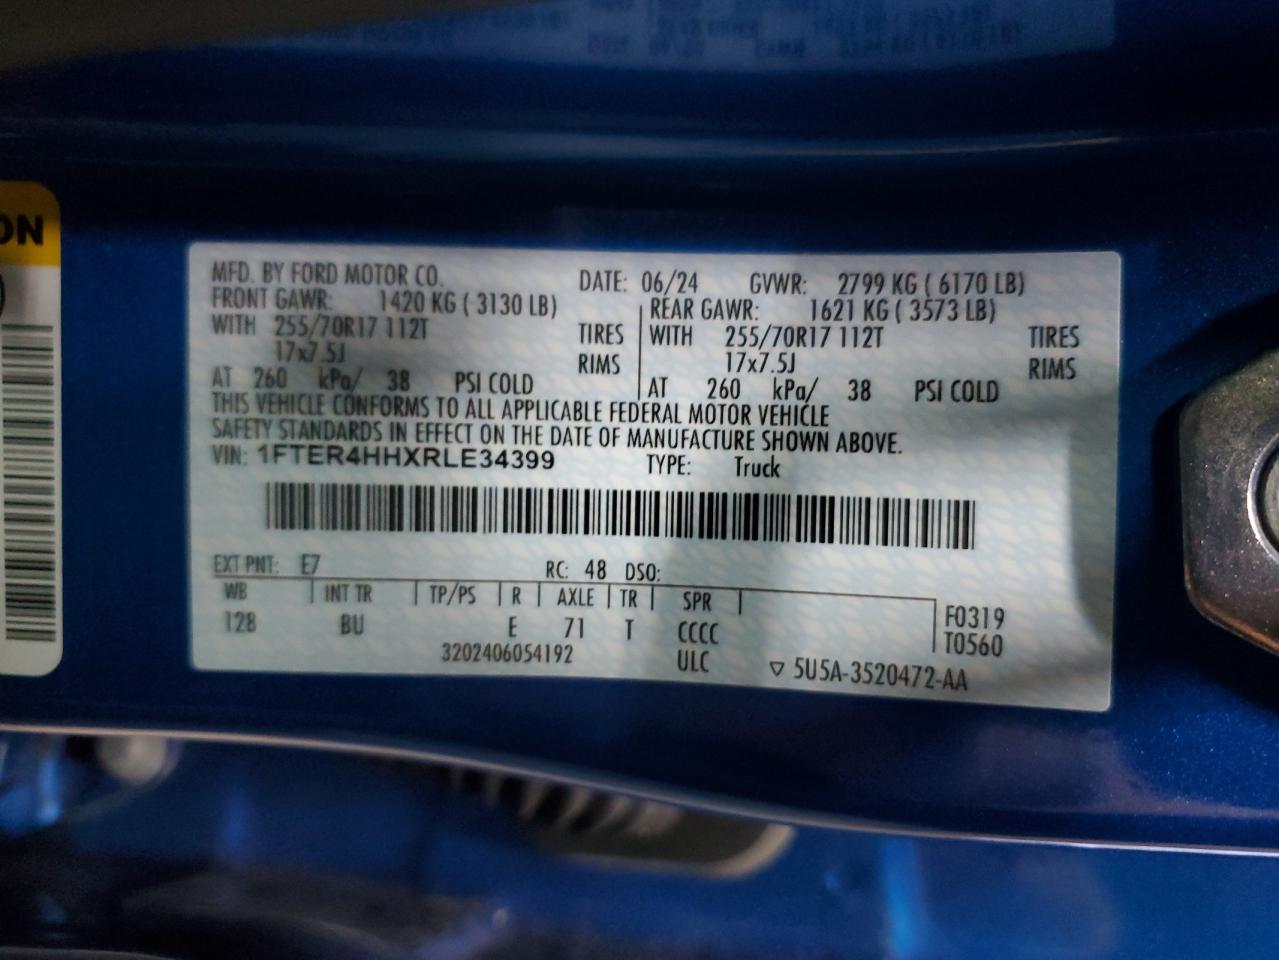 ON
MFD. BY FORD MOTOR CO. DATE: 06/24 GVWR: 2799 KG ( 6170 LB)
FRONT GAWR: 1420 KG ( 3130 LB) REAR GAWR: 1621 KG ( 3573 LB)
WITH 255/70R17 112T TIRES WITH 255/70R17 112T TIRES
17x7.5J RIMS 17x7.5J RIMS
AT 260 kPa/ 38 PSI COLD AT 260 kPa/ 38 PSI COLD
THIS VEHICLE CONFORMS TO ALL APPLICABLE FEDERAL MOTOR VEHICLE
SAFETY STANDARDS IN EFFECT ON THE DATE OF MANUFACTURE SHOWN ABOVE.
VIN: 1FTER4HHXRLE34399 TYPE: Truck
EXT PNT: E7 RC: 48 DSO:
WB INT TR TP/PS R AXLE TR SPR F0319
128 BU E 71 T CCCC T0560
3202406054192 ULC ▽ 5U5A-3520472-AA